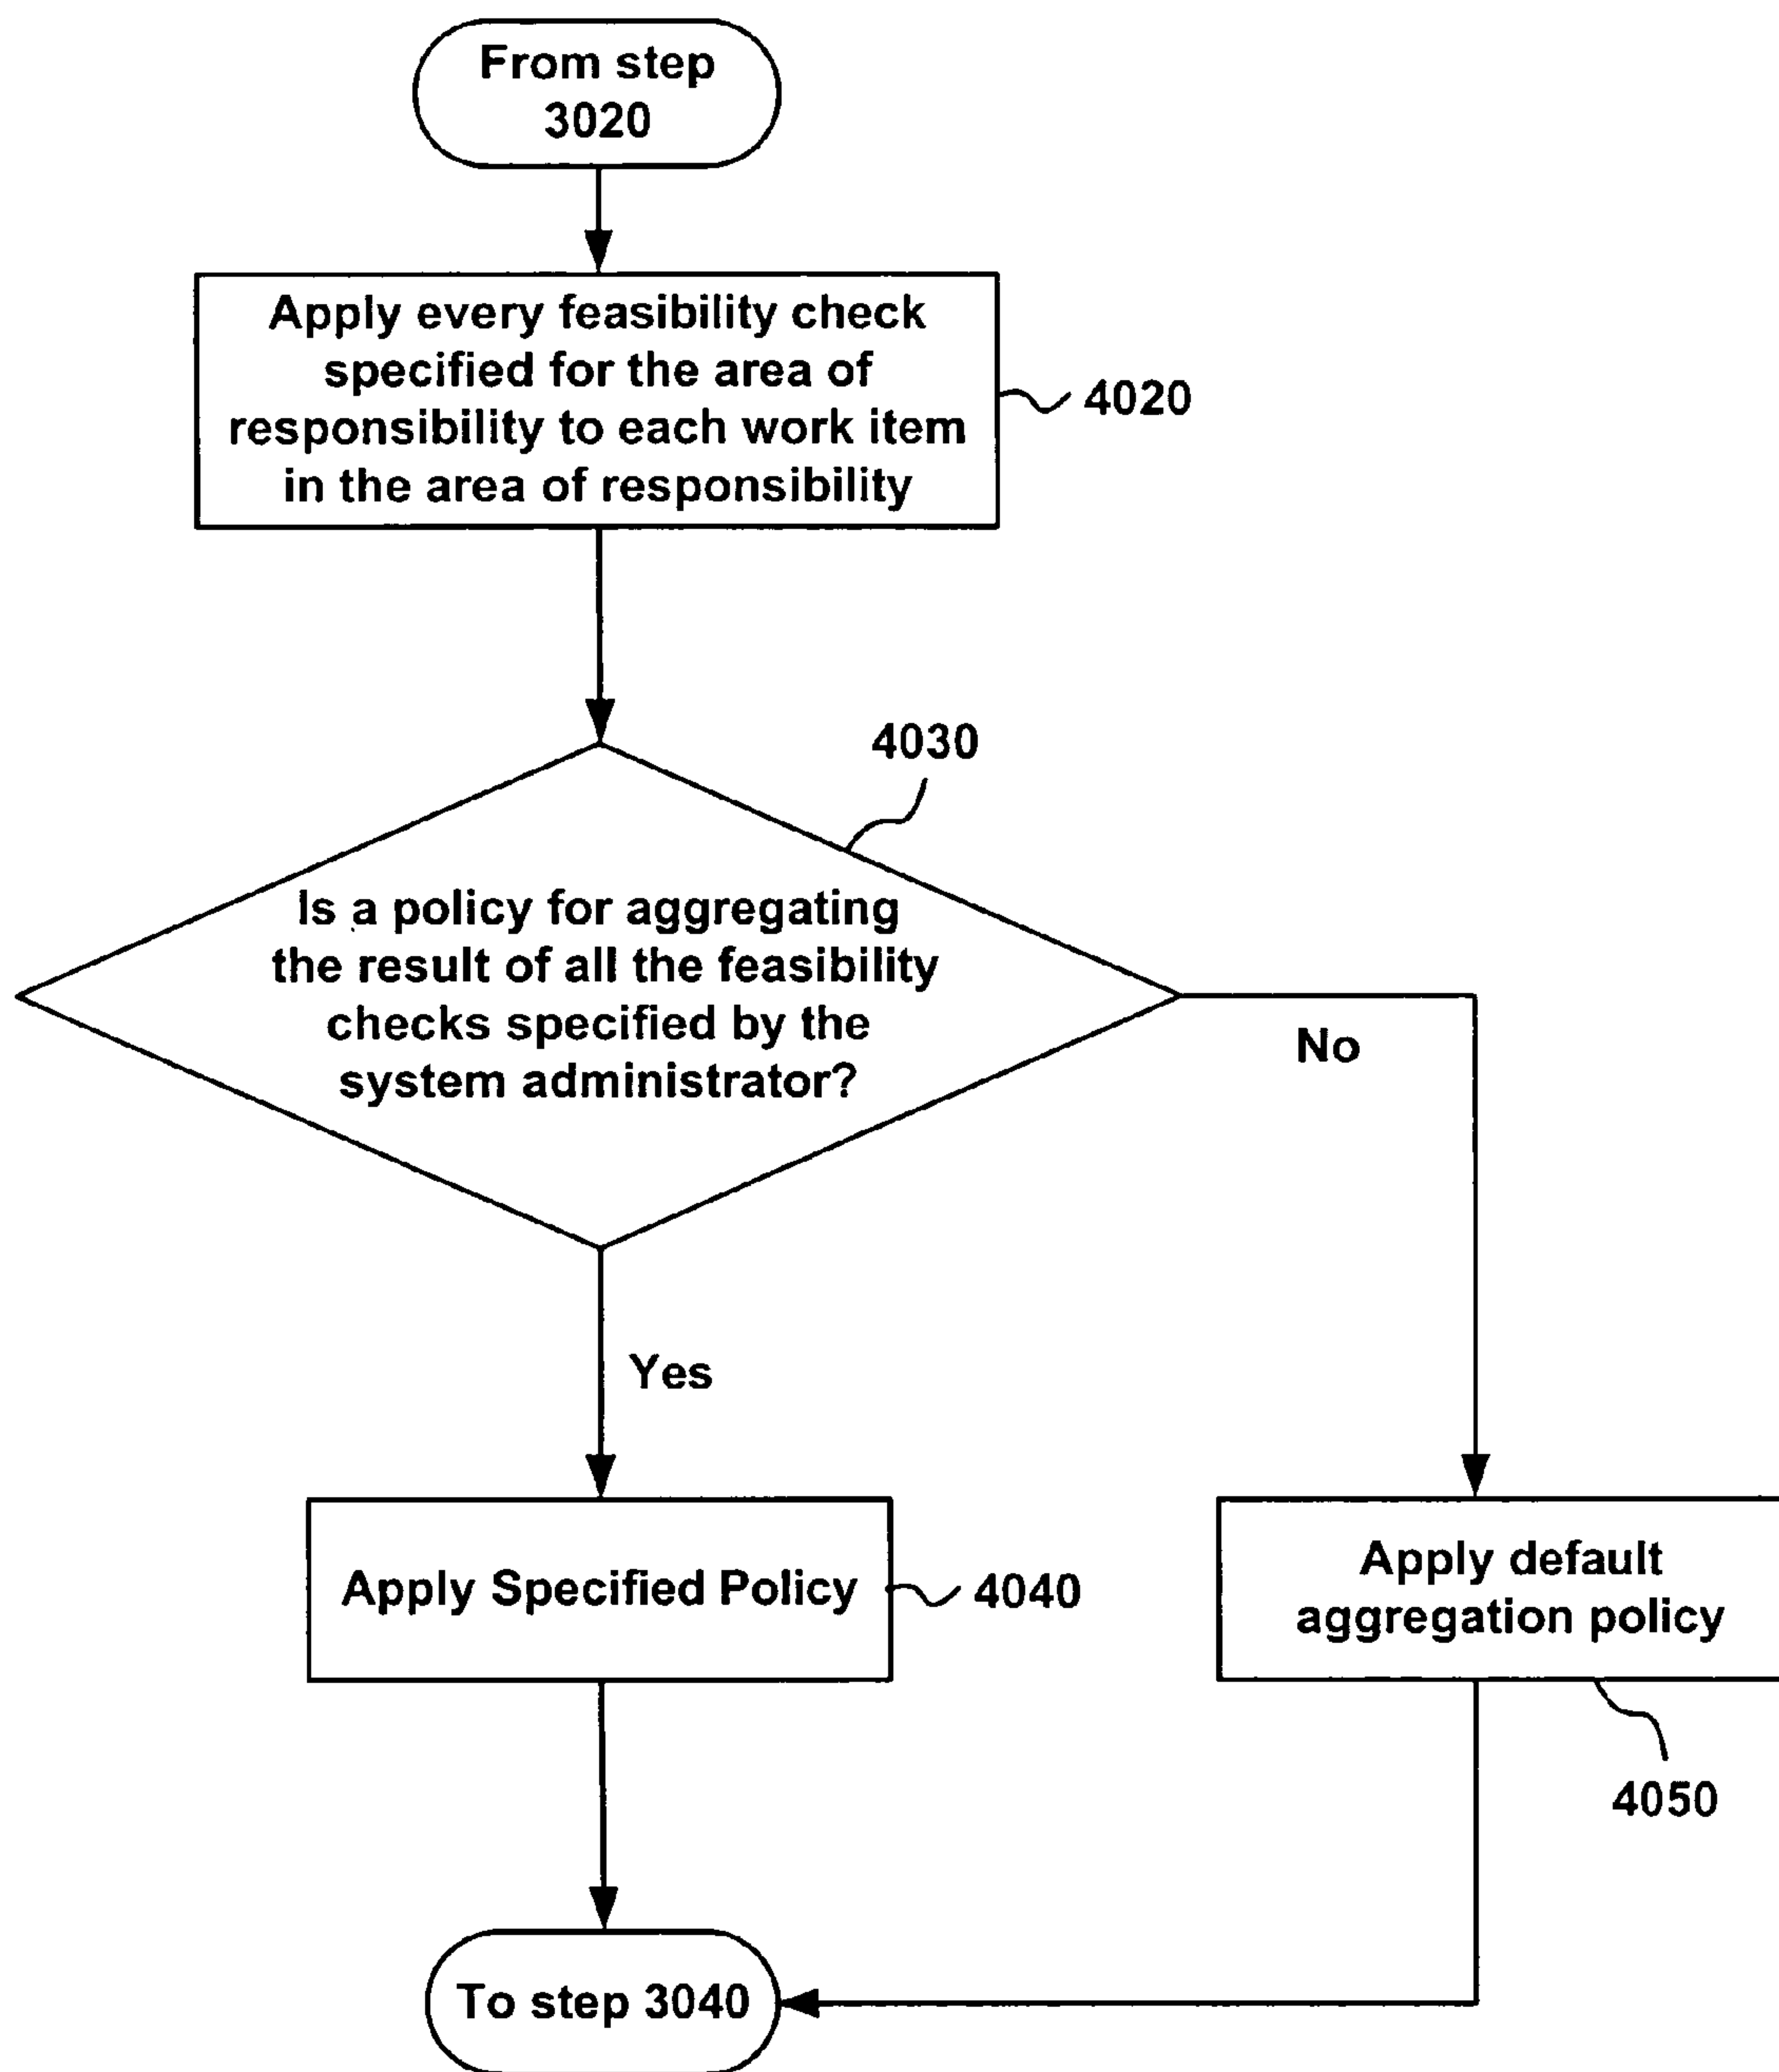 From step
3020
Apply every feasibility check
specified for the area of
responsibility to each work item
in the area of responsibility
4020
4030
Is a policy for aggregating
the result of all the feasibility
checks specified by the
system administrator?
No
Yes
Apply Specified Policy
4040
Apply default
aggregation policy
4050
To step 3040